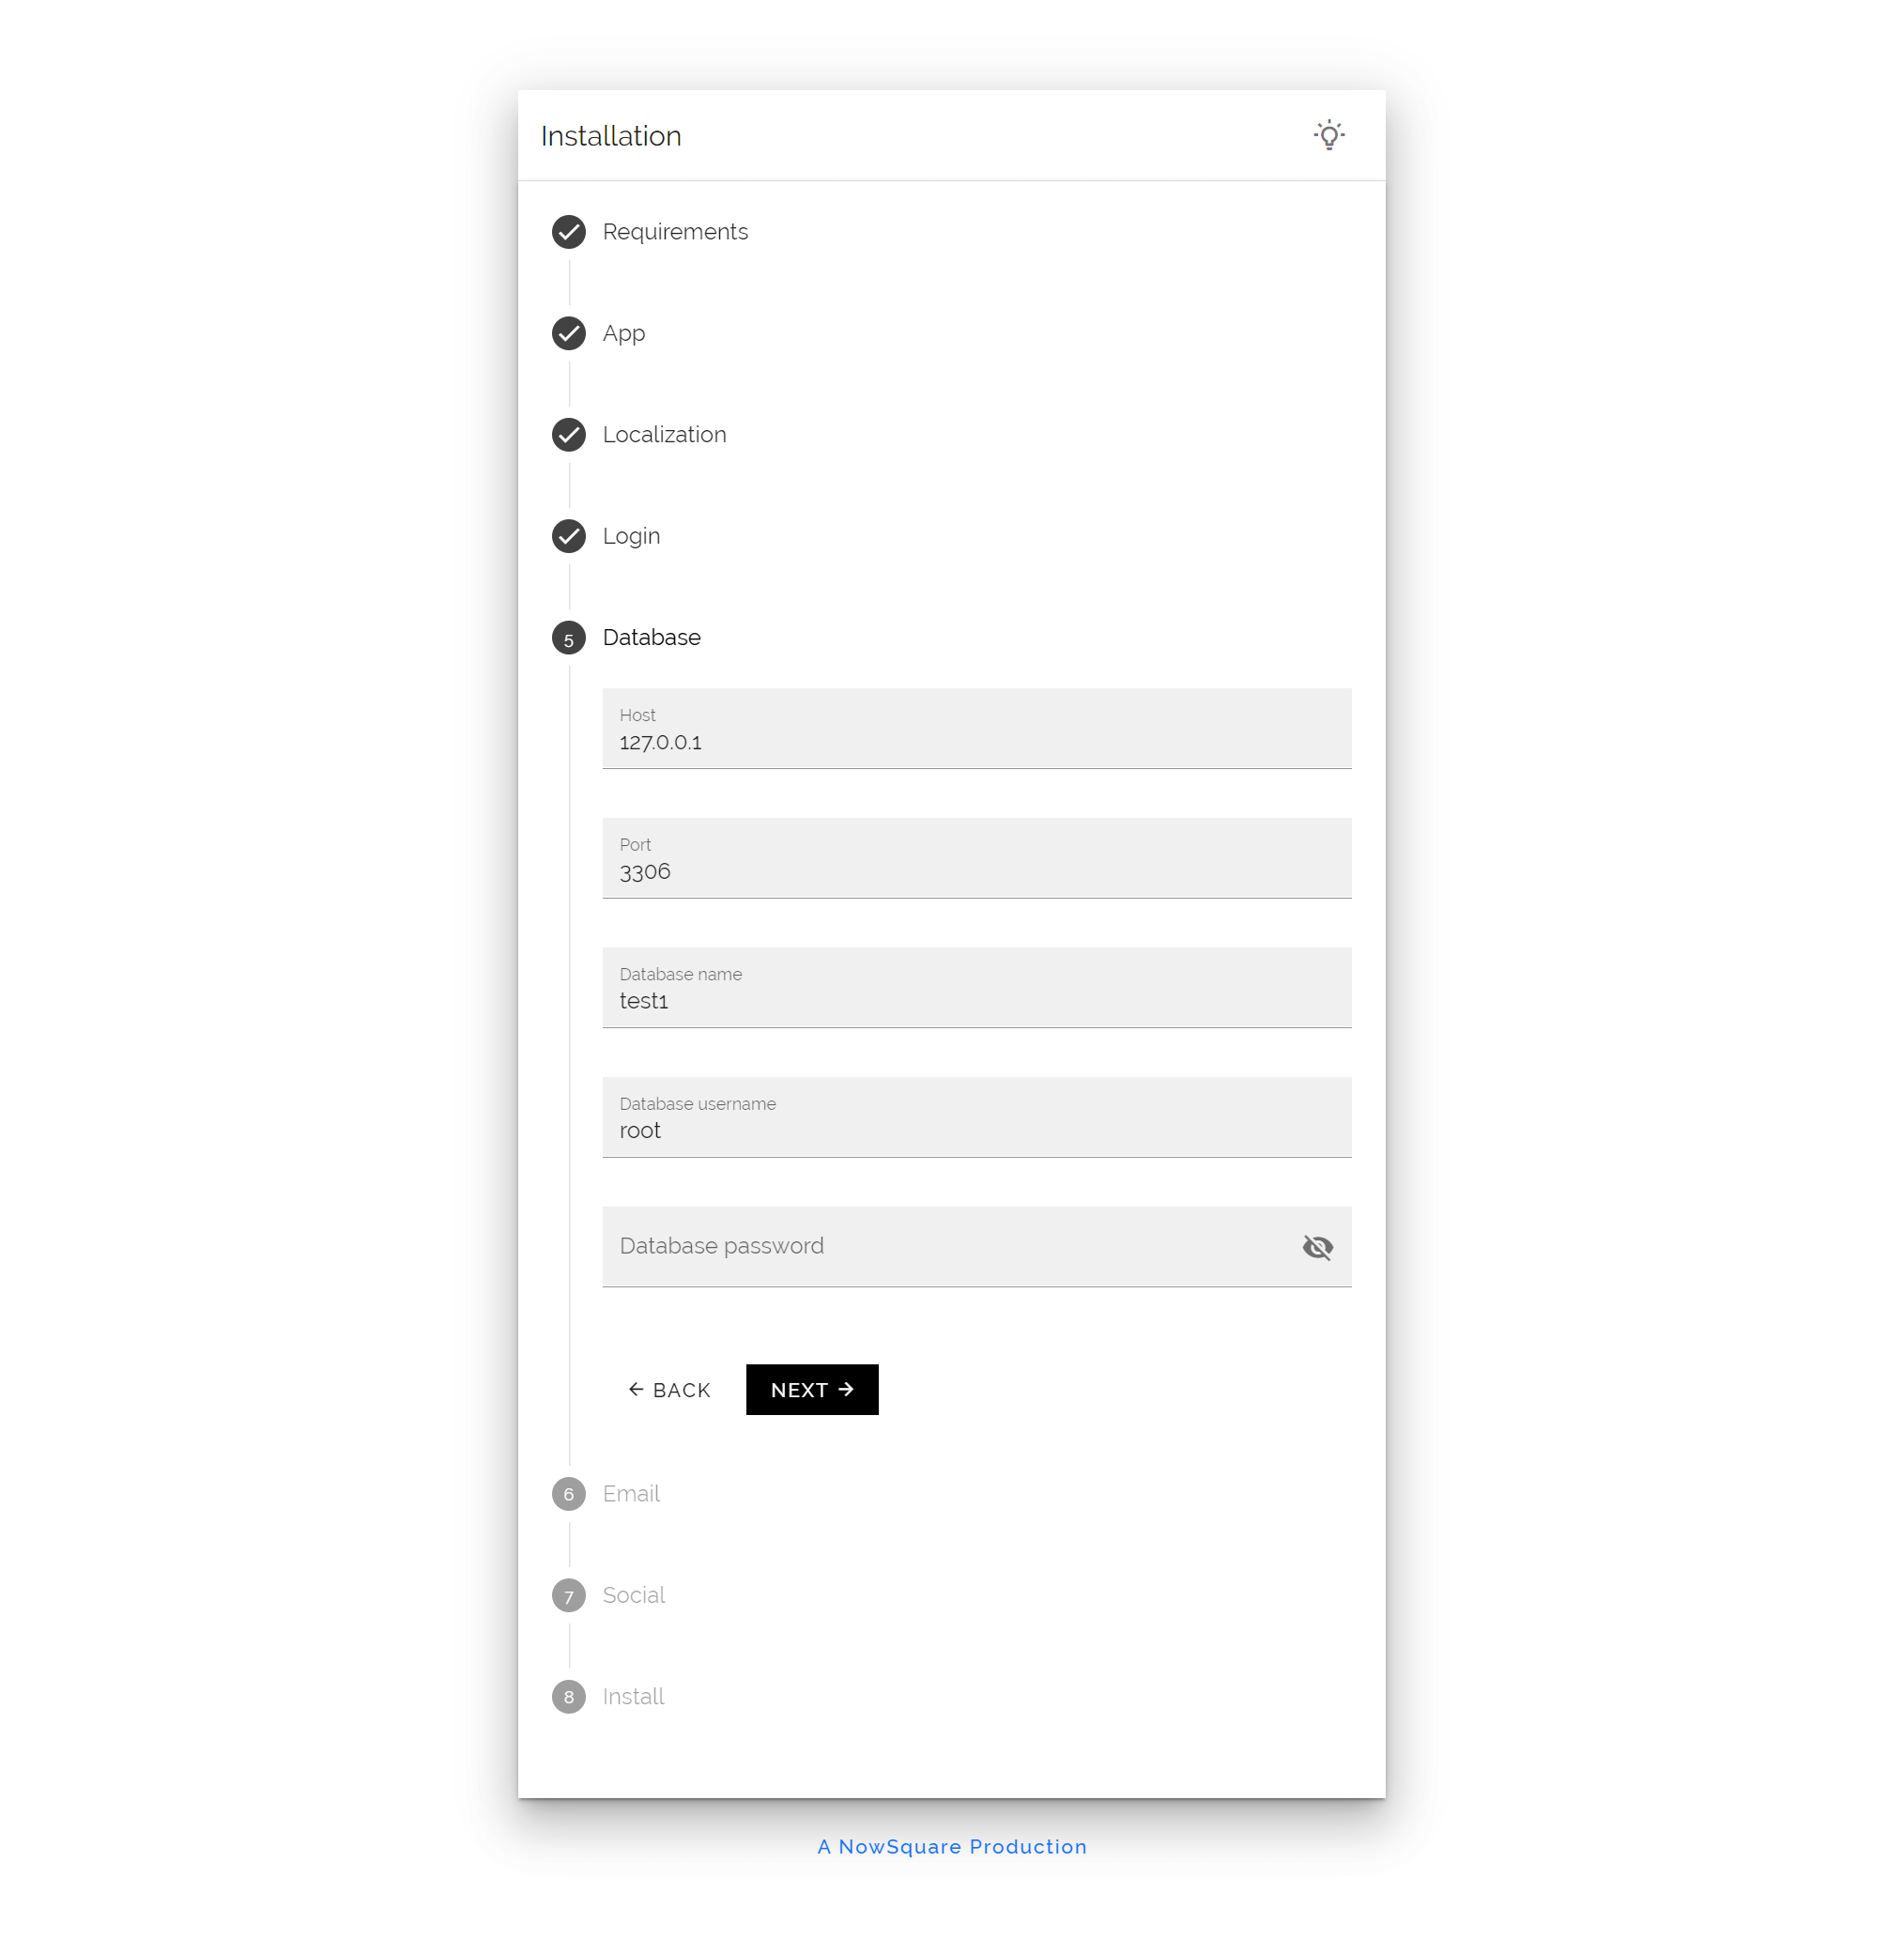 Installation
Requirements
App
Localization
Login
5 Database
Host
127.0.0.1
Port
3306
Database name
test1
Database username
root
Database password
BACK NEXT
6 Email
7 Social
8 Install
A NowSquare Production